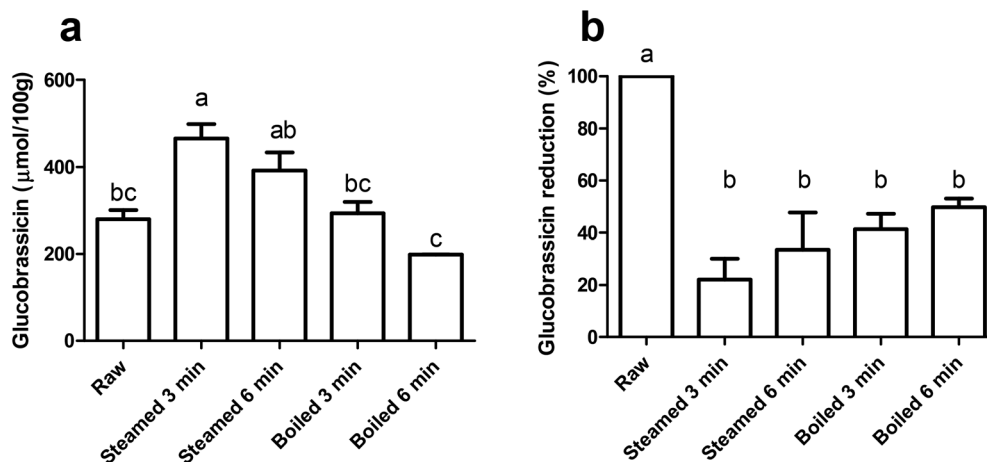 a
Glucobrassicin (μmol/100g)
600
400
200
0
bc
a
ab
bc
c
Raw
Steamed 3 min
Steamed 6 min
Boiled 3 min
Boiled 6 min
b
Glucobrassicin reduction (%)
100
80
60
40
20
0
a
b
b
b
b
Raw
Steamed 3 min
Steamed 6 min
Boiled 3 min
Boiled 6 min